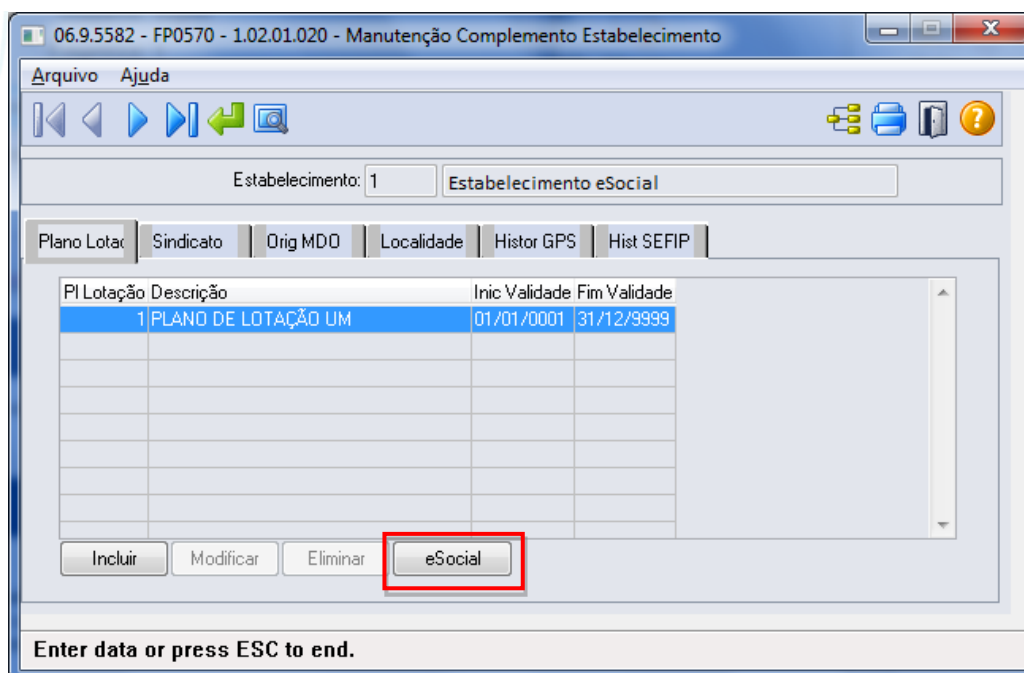 06.9.5582 - FP0570 - 1.02.01.020 - Manutenção Complemento Estabelecimento
Arquivo Ajuda
Estabelecimento: 1 Estabelecimento eSocial
Plano Lotaç Sindicato Orig MDO Localidade Histor GPS Hist SEFIP
Pl Lotação Descrição Inic Validade Fim Validade
1 PLANO DE LOTAÇÃO UM 01/01/0001 31/12/9999
Incluir Modificar Eliminar eSocial
Enter data or press ESC to end.